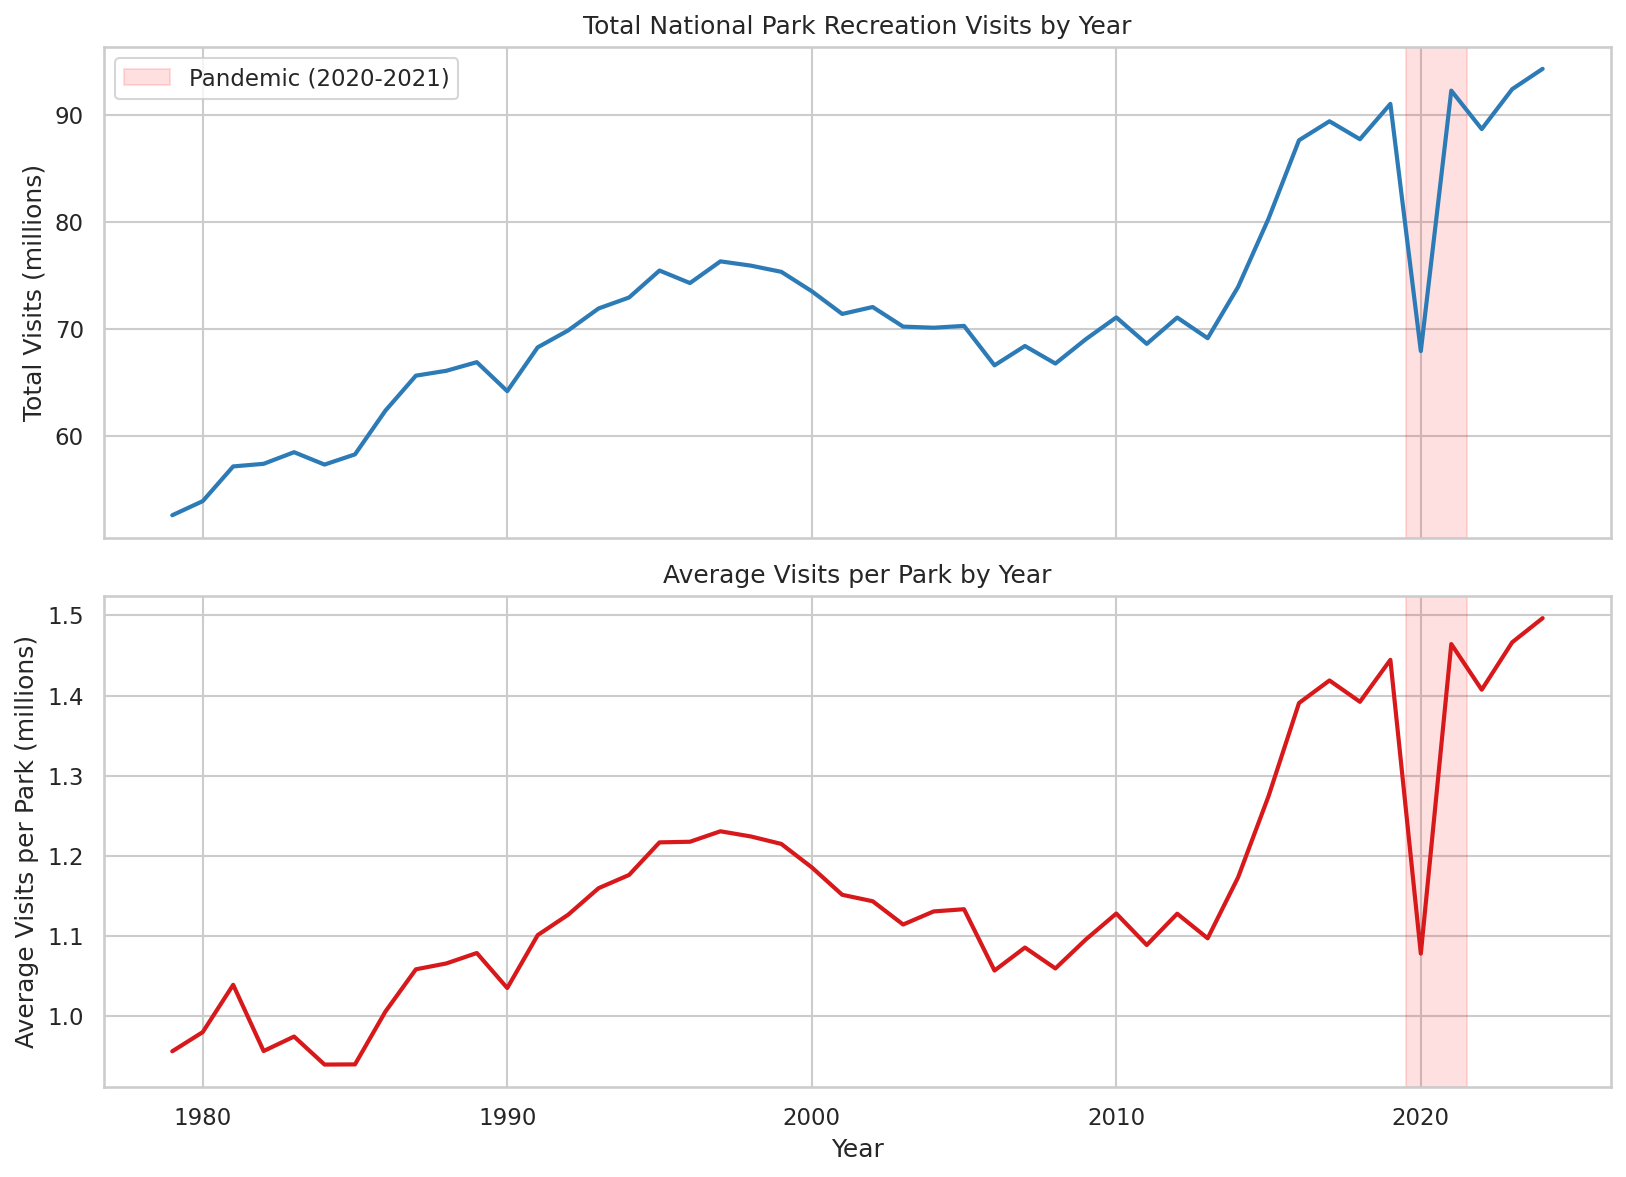 Total National Park Recreation Visits by Year
Pandemic (2020-2021)
Total Visits (millions)
90
80
70
60
Average Visits per Park by Year
Average Visits per Park (millions)
1.5
1.4
1.3
1.2
1.1
1.0
1980 1990 2000 2010 2020
Year